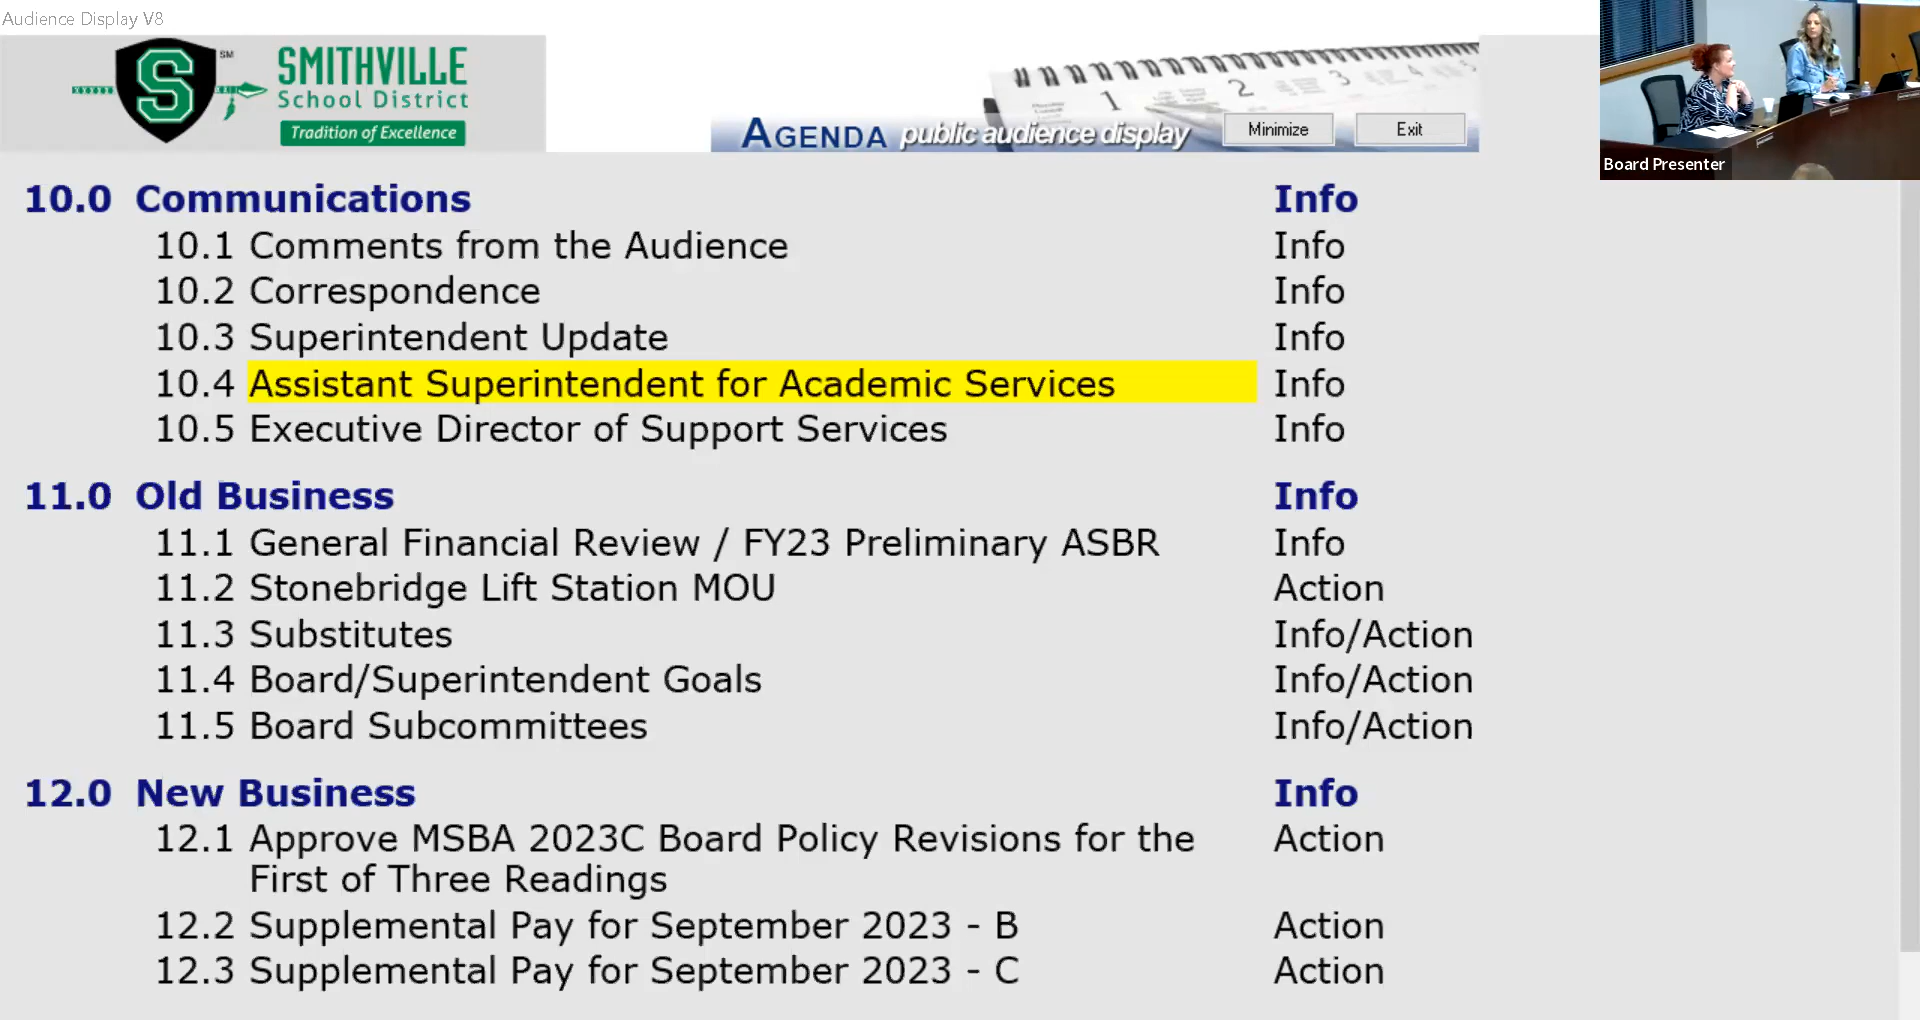 Audience Display V8
S
SM
SMITHVILLE
School District
Tradition of Excellence
1 2 3 4 5
AGENDA public audience display
Minimize
Exit
Board Presenter
10.0 Communications Info
10.1 Comments from the Audience Info
10.2 Correspondence Info
10.3 Superintendent Update Info
10.4 Assistant Superintendent for Academic Services Info
10.5 Executive Director of Support Services Info
11.0 Old Business Info
11.1 General Financial Review / FY23 Preliminary ASBR Info
11.2 Stonebridge Lift Station MOU Action
11.3 Substitutes Info/Action
11.4 Board/Superintendent Goals Info/Action
11.5 Board Subcommittees Info/Action
12.0 New Business Info
12.1 Approve MSBA 2023C Board Policy Revisions for the Action
First of Three Readings
12.2 Supplemental Pay for September 2023 - B Action
12.3 Supplemental Pay for September 2023 - C Action